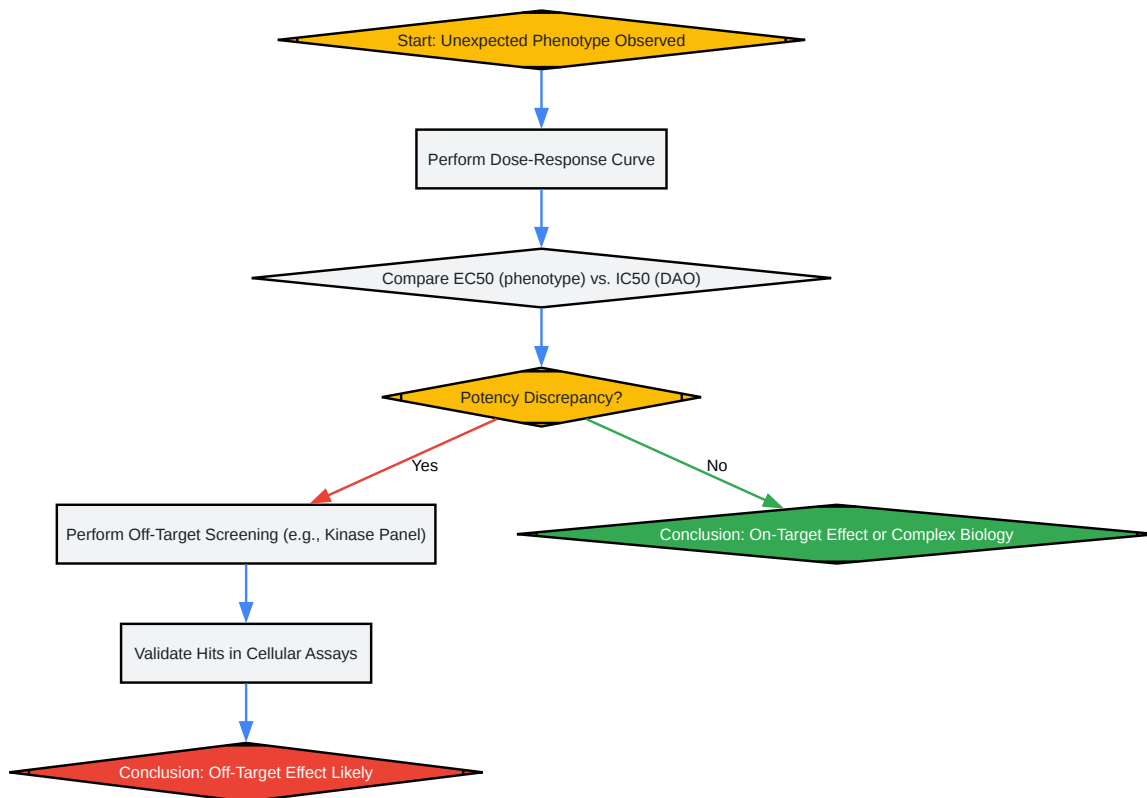 Start: Unexpected Phenotype Observed
Perform Dose-Response Curve
Compare EC50 (phenotype) vs. IC50 (DAO)
Potency Discrepancy?
Yes
No
Perform Off-Target Screening (e.g., Kinase Panel)
Conclusion: On-Target Effect or Complex Biology
Validate Hits in Cellular Assays
Conclusion: Off-Target Effect Likely